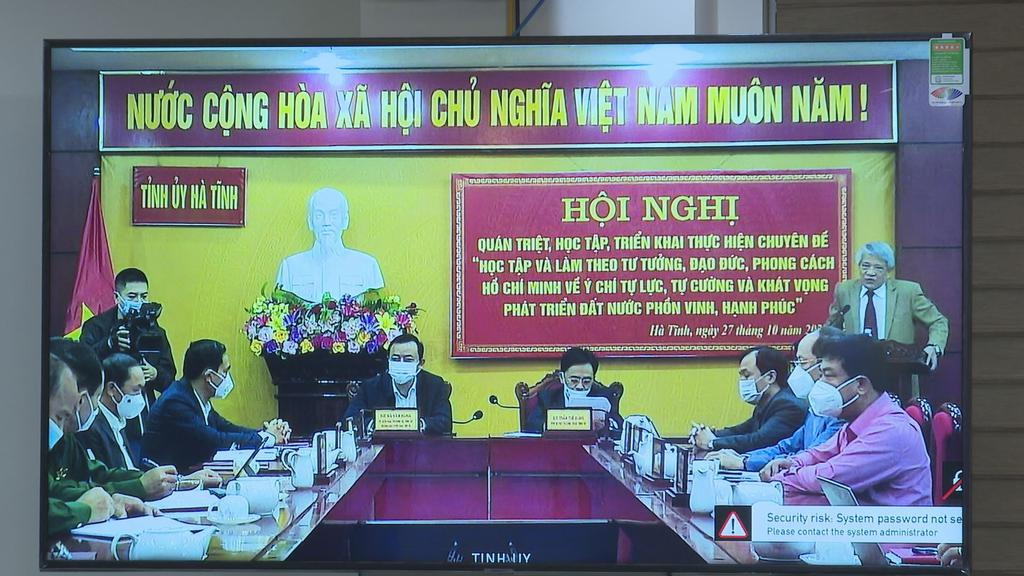 NƯỚC CỘNG HÒA XÃ HỘI CHỦ NGHĨA VIỆT NAM MUÔN NĂM !
TỈNH ỦY HÀ TĨNH
HỘI NGHỊ
QUÁN TRIỆT, HỌC TẬP, TRIỂN KHAI THỰC HIỆN CHUYÊN ĐỀ
“HỌC TẬP VÀ LÀM THEO TƯ TƯỞNG, ĐẠO ĐỨC, PHONG CÁCH
HỒ CHÍ MINH VỀ Ý CHÍ TỰ LỰC, TỰ CƯỜNG VÀ KHÁT VỌNG
PHÁT TRIỂN ĐẤT NƯỚC PHỒN VINH, HẠNH PHÚC”
Hà Tĩnh, ngày 27 tháng 10 năm
Security risk: System password not se
Please contact the system administrator
TINH UY